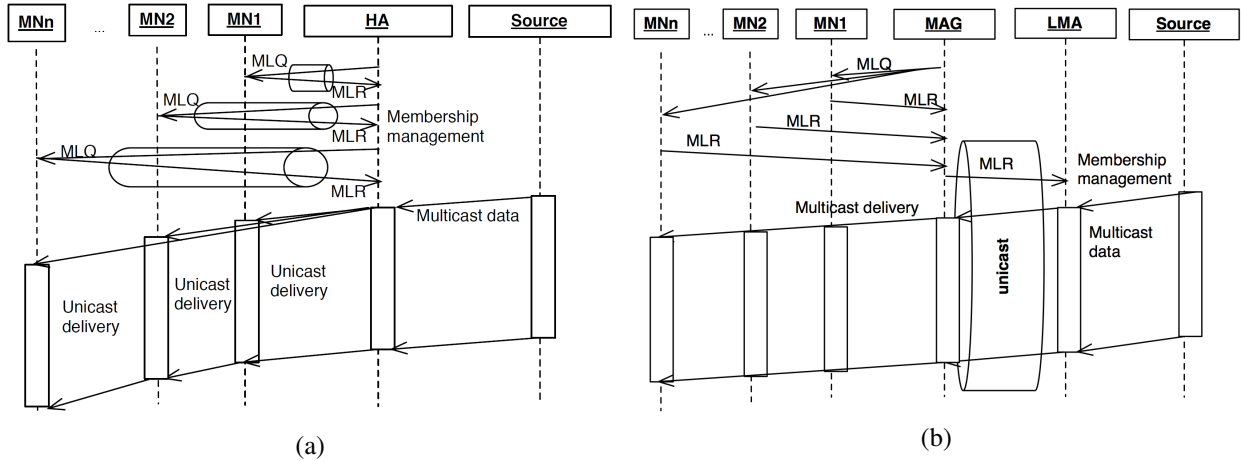 MNn ... MN2 MN1 HA Source
MLQ
MLR
MLQ
MLR
Membership
management
MLQ
MLR
Multicast data
Unicast
delivery
Unicast
delivery
Unicast
delivery
(a)
MNn ... MN2 MN1 MAG LMA Source
MLQ
MLR
MLR
MLR
MLR
Membership
management
Multicast delivery
Multicast
data
unicast
(b)